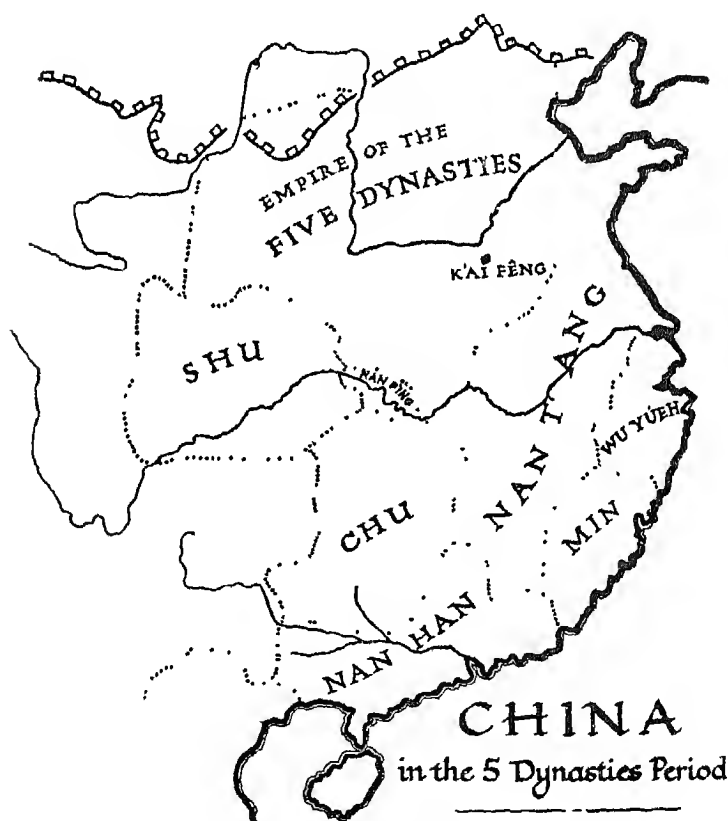 EMPIRE OF THE
FIVE DYNASTIES
K'AI FÊNG
SHU
NAN P'ING
NAN T'ANG
WU YÜEH
CHU
MIN
NAN HAN
CHINA
in the 5 Dynasties Period